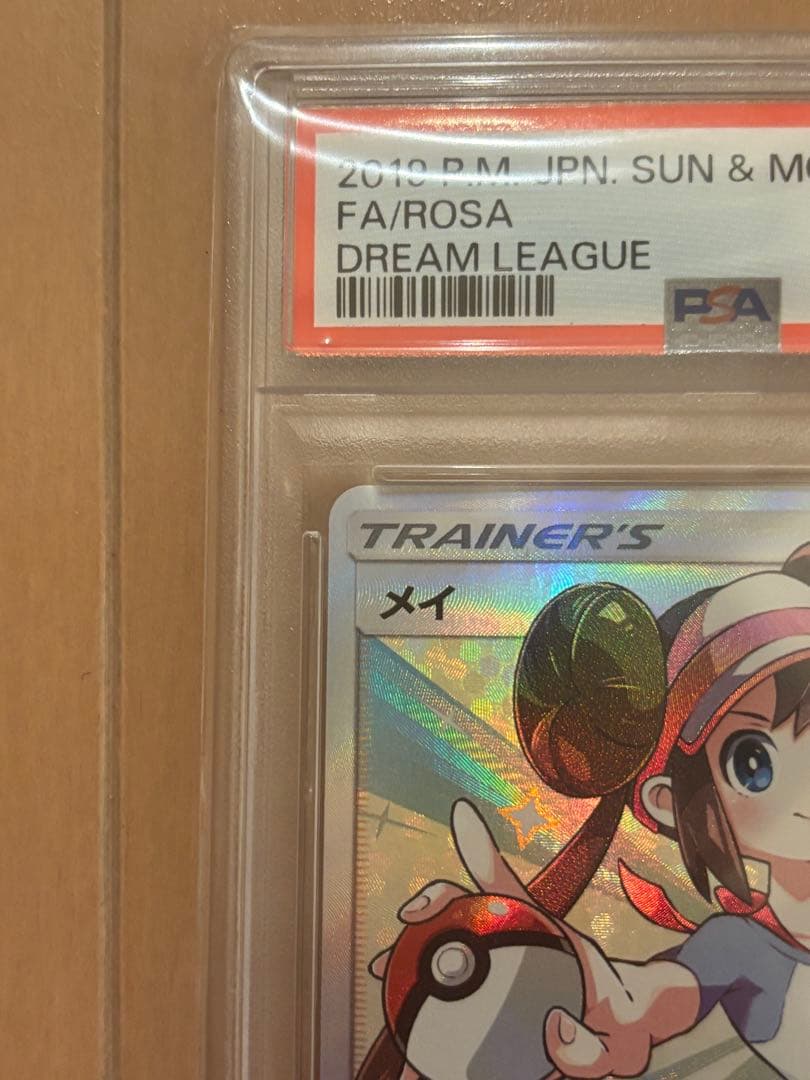 2019 P.M. JPN. SUN & MO
FA/ROSA
DREAM LEAGUE
PSA
TRAINER'S
メイ